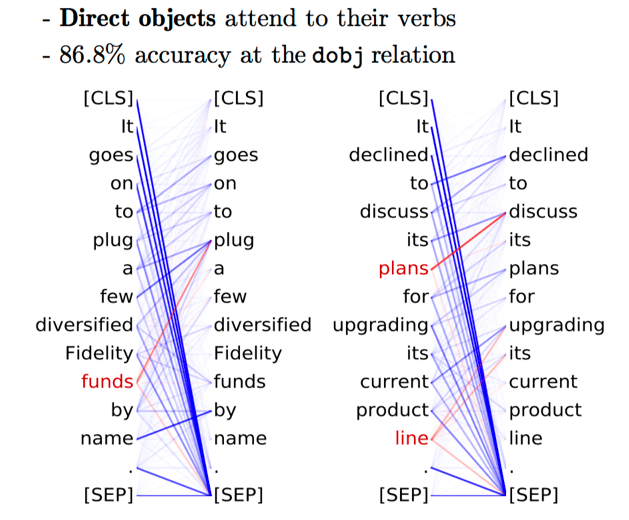 - Direct objects attend to their verbs
- 86.8% accuracy at the dobj relation
[CLS] [CLS] [CLS] [CLS]
It It It It
goes goes declined declined
on on to to
to to discuss discuss
plug plug its its
a a plans plans
few few for for
diversified diversified upgrading upgrading
Fidelity Fidelity its its
funds funds current current
by by product product
name name line line
. . . .
[SEP] [SEP] [SEP] [SEP]